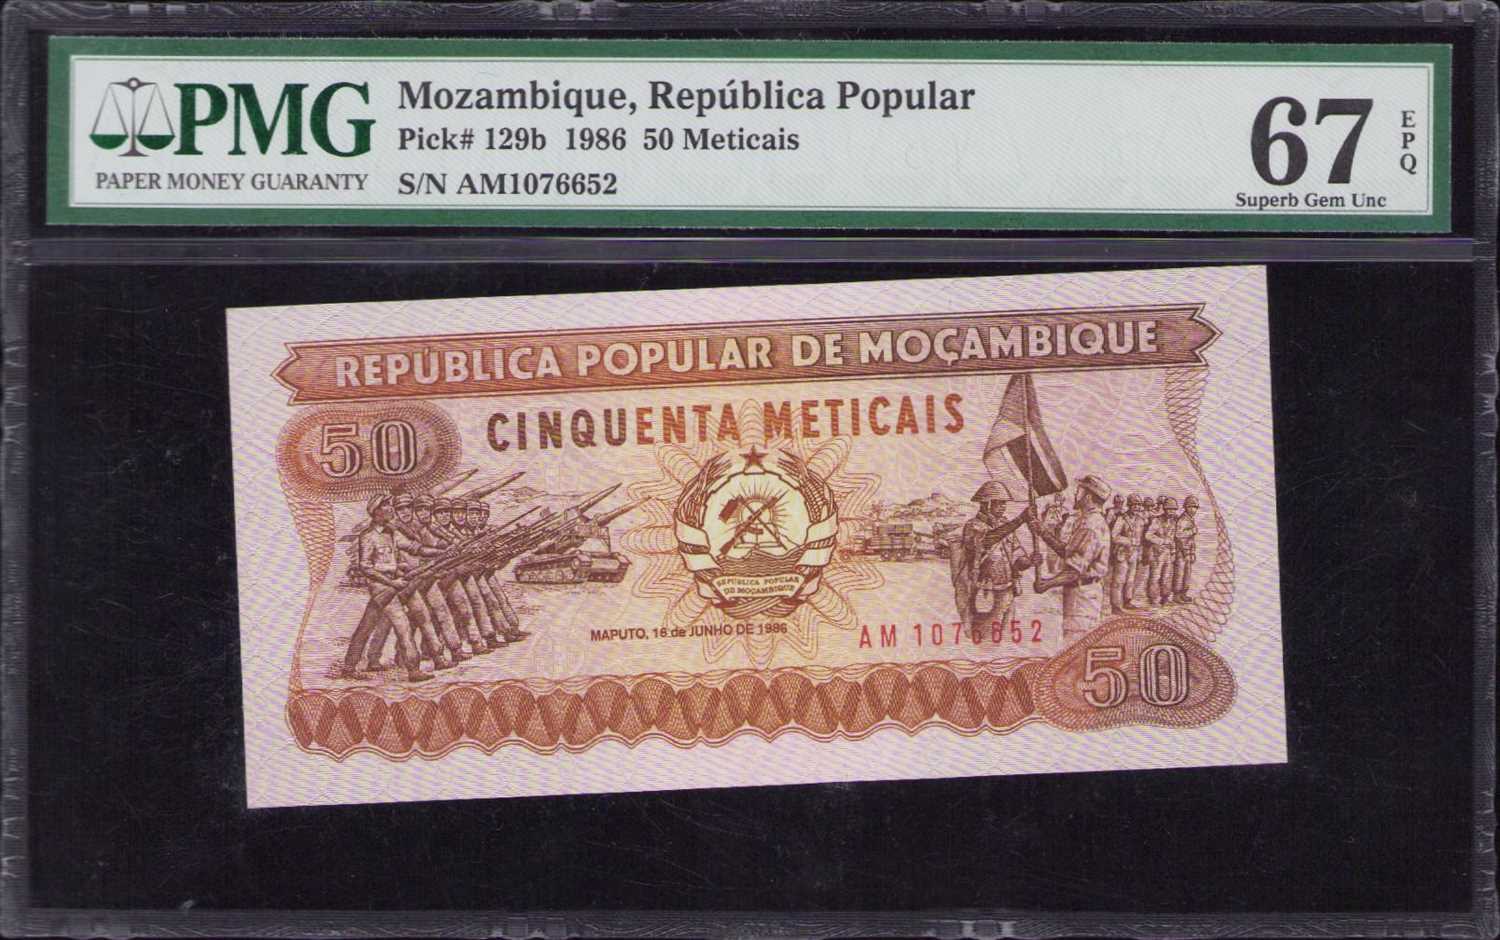 PMG
PAPER MONEY GUARANTY
Mozambique, República Popular
Pick# 129b 1986 50 Meticais
S/N AM1076652
67
EPQ
Superb Gem Unc
REPÚBLICA POPULAR DE MOÇAMBIQUE
CINQUENTA METICAIS
50
REPÚBLICA POPULAR
DE MOÇAMBIQUE
MAPUTO, 16 de JUNHO DE 1986
AM 1076652
50